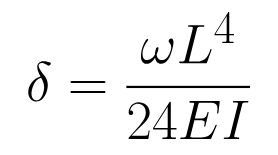 δ = ωL⁴ / 24EI